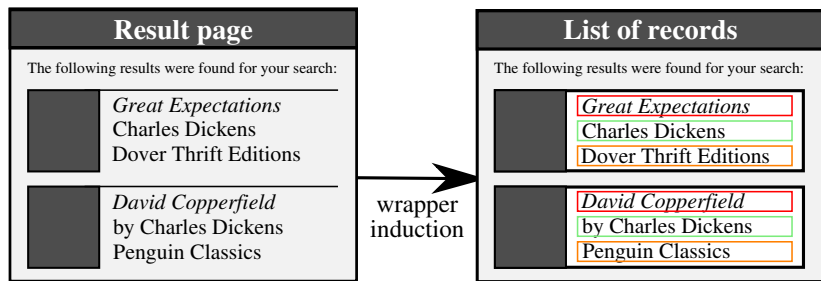 Result page
The following results were found for your search:
Great Expectations
Charles Dickens
Dover Thrift Editions
David Copperfield
by Charles Dickens
Penguin Classics
wrapper
induction
List of records
The following results were found for your search:
Great Expectations
Charles Dickens
Dover Thrift Editions
David Copperfield
by Charles Dickens
Penguin Classics